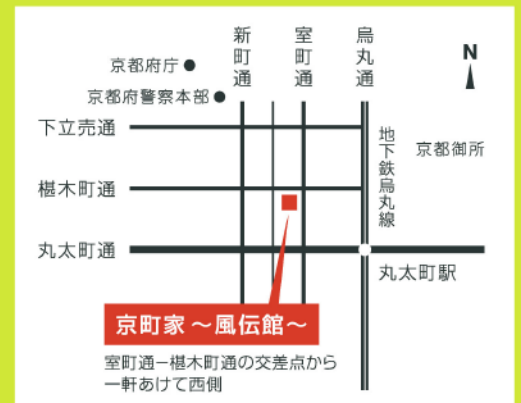 新町通
室町通
烏丸通
N
京都府庁
京都府警察本部
下立売通
地下鉄烏丸線
京都御所
椹木町通
丸太町通
丸太町駅
京町家 ~風伝館~
室町通−椹木町通の交差点から
一軒あけて西側